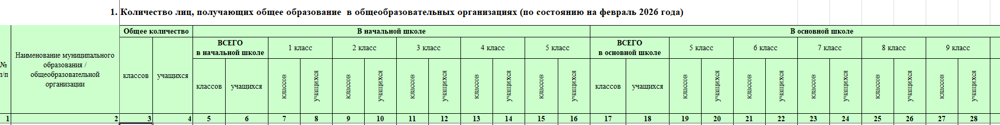 1. Количество лиц, получающих общее образование в общеобразовательных организациях (по состоянию на февраль 2026 года)
Общее количество
В начальной школе
В основной школе
№
п/п
Наименование муниципального
образования /
общеобразовательной
организации
классов
учащихся
ВСЕГО
в начальной школе
1 класс
2 класс
3 класс
4 класс
5 класс
ВСЕГО
в основной школе
5 класс
6 класс
7 класс
8 класс
9 класс
классов
учащихся
классов
учащихся
классов
учащихся
классов
учащихся
классов
учащихся
классов
учащихся
классов
учащихся
классов
учащихся
классов
учащихся
классов
учащихся
классов
учащихся
классов
учащихся
1 2 3 4 5 6 7 8 9 10 11 12 13 14 15 16 17 18 19 20 21 22 23 24 25 26 27 28